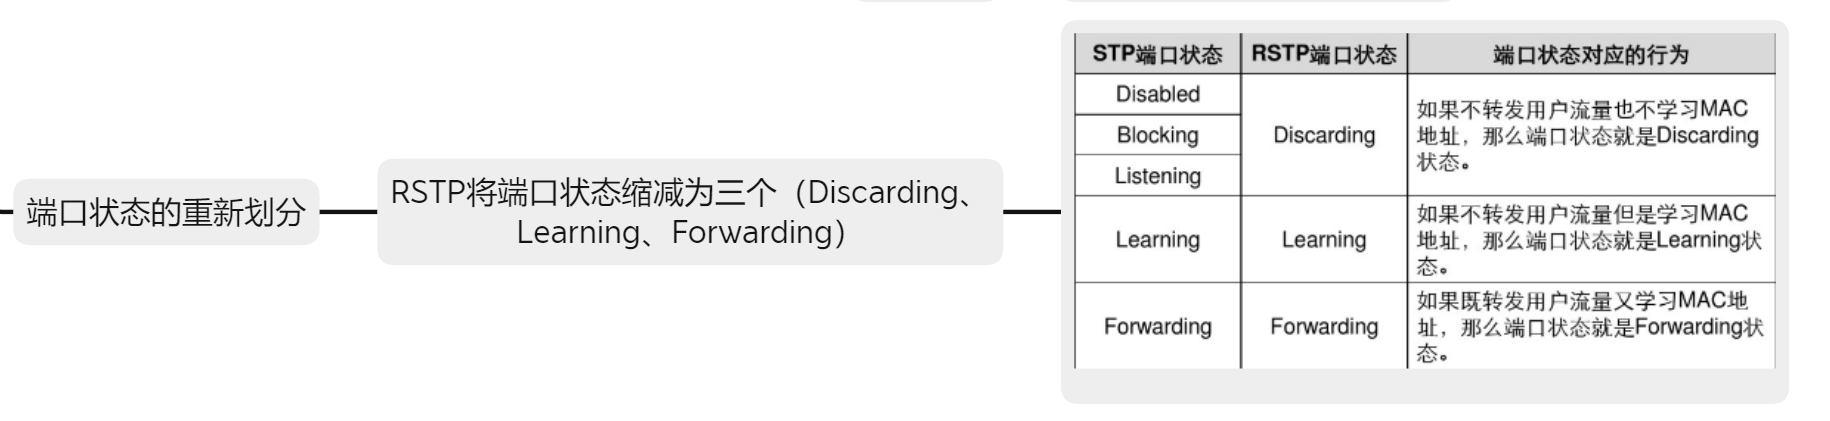 端口状态的重新划分
RSTP将端口状态缩减为三个（Discarding、
Learning、Forwarding）
STP端口状态 RSTP端口状态 端口状态对应的行为
Disabled
Blocking
Listening
Discarding
如果不转发用户流量也不学习MAC
地址，那么端口状态就是Discarding
状态。
Learning
Learning
如果不转发用户流量但是学习MAC
地址，那么端口状态就是Learning状
态。
Forwarding
Forwarding
如果既转发用户流量又学习MAC地
址，那么端口状态就是Forwarding状
态。